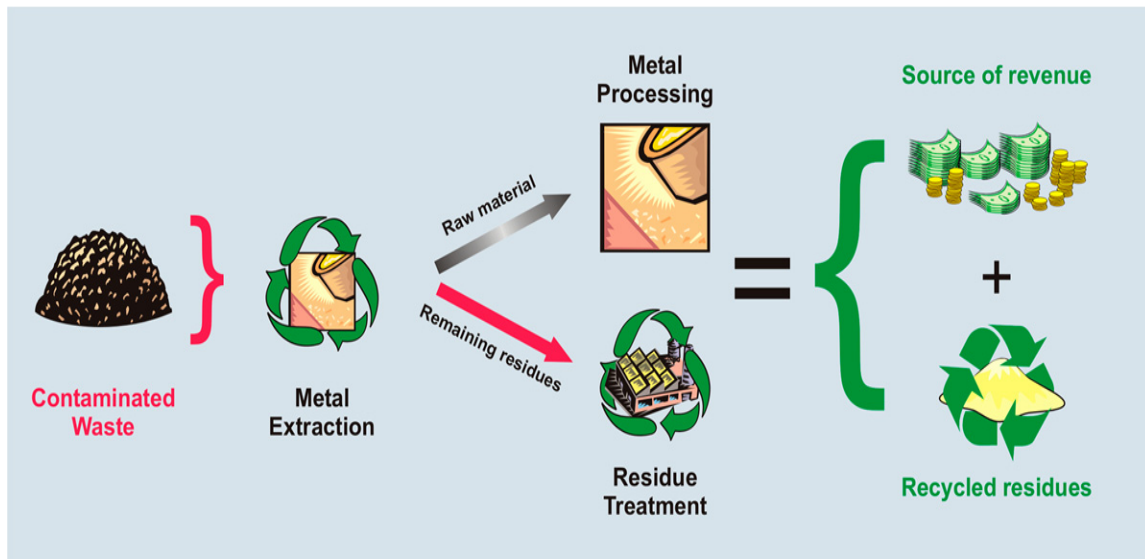 Contaminated
Waste
Metal
Extraction
Raw material
Remaining residues
Metal
Processing
Residue
Treatment
=
Source of revenue
+
Recycled residues